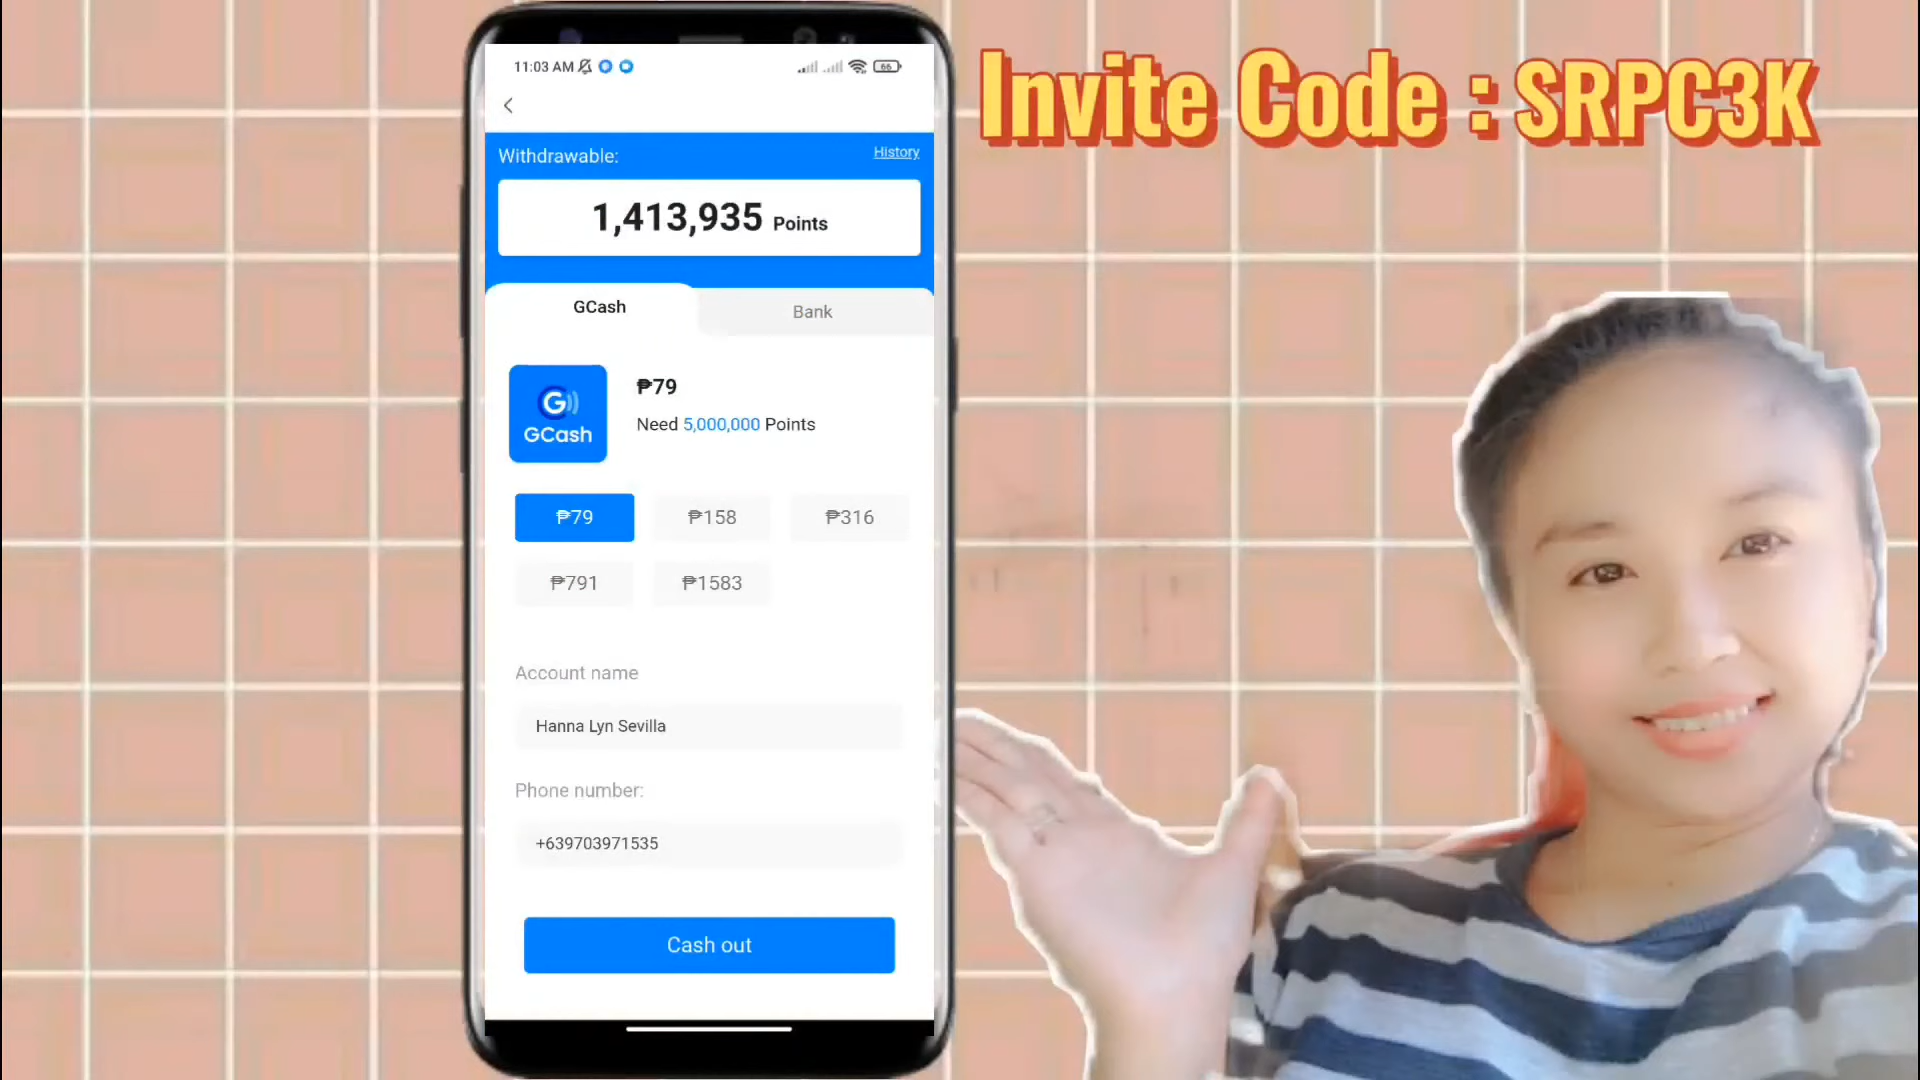 11:03 AM
66
Invite Code : SRPC3K
Withdrawable:
History
1,413,935 Points
GCash
Bank
G
GCash
₱79
Need 5,000,000 Points
₱79
₱158
₱316
₱791
₱1583
Account name
Hanna Lyn Sevilla
Phone number:
+639703971535
Cash out